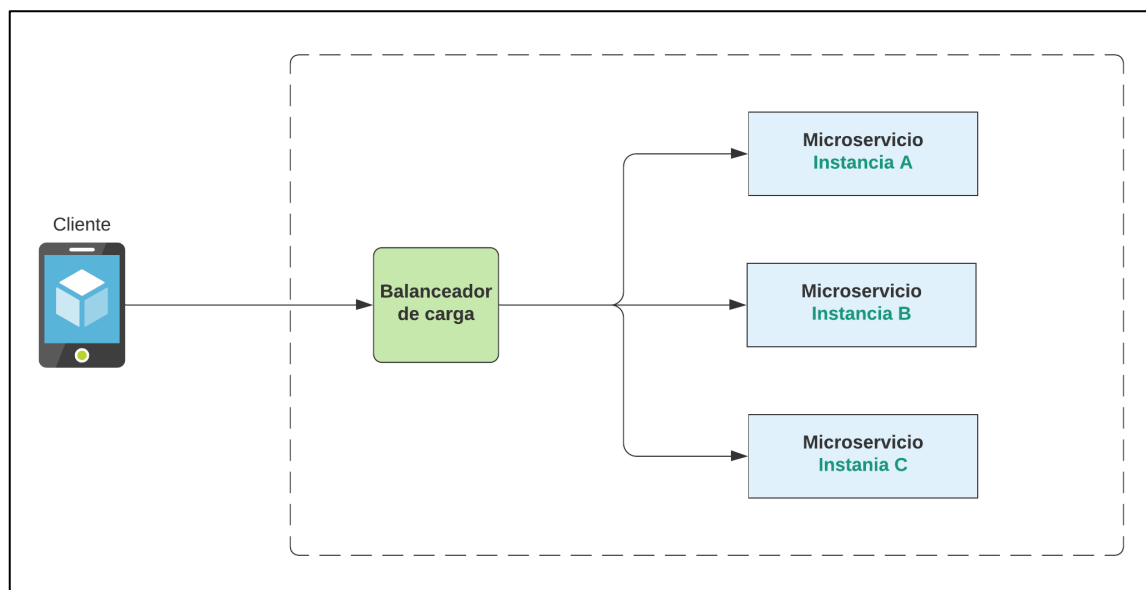 Cliente
Balanceador
de carga
Microservicio
Instancia A
Microservicio
Instancia B
Microservicio
Instania C